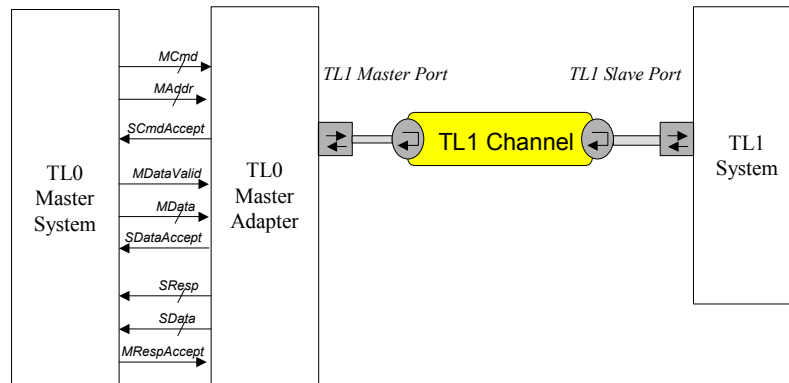 MCmd
MAddr
SCmdAccept
MDataValid
MData
SDataAccept
SResp
SData
MRespAccept
TL0
Master
System
TL0
Master
Adapter
TL1 Master Port
TL1 Channel
TL1 Slave Port
TL1
System